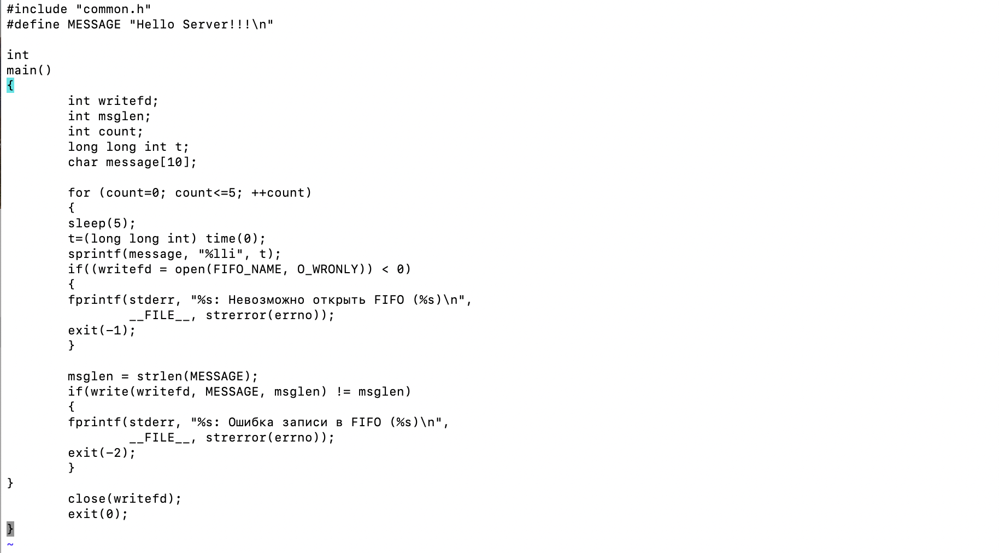 #include "common.h"
#define MESSAGE "Hello Server!!!\n"
int
main()
{
int writefd;
int msglen;
int count;
long long int t;
char message[10];
for (count=0; count<=5; ++count)
{
sleep(5);
t=(long long int) time(0);
sprintf(message, "%lli", t);
if((writefd = open(FIFO_NAME, O_WRONLY)) < 0)
{
fprintf(stderr, "%s: Невозможно открыть FIFO (%s)\n",
__FILE__, strerror(errno));
exit(-1);
}
msglen = strlen(MESSAGE);
if(write(writefd, MESSAGE, msglen) != msglen)
{
fprintf(stderr, "%s: Ошибка записи в FIFO (%s)\n",
__FILE__, strerror(errno));
exit(-2);
}
}
close(writefd);
exit(0);
}
~